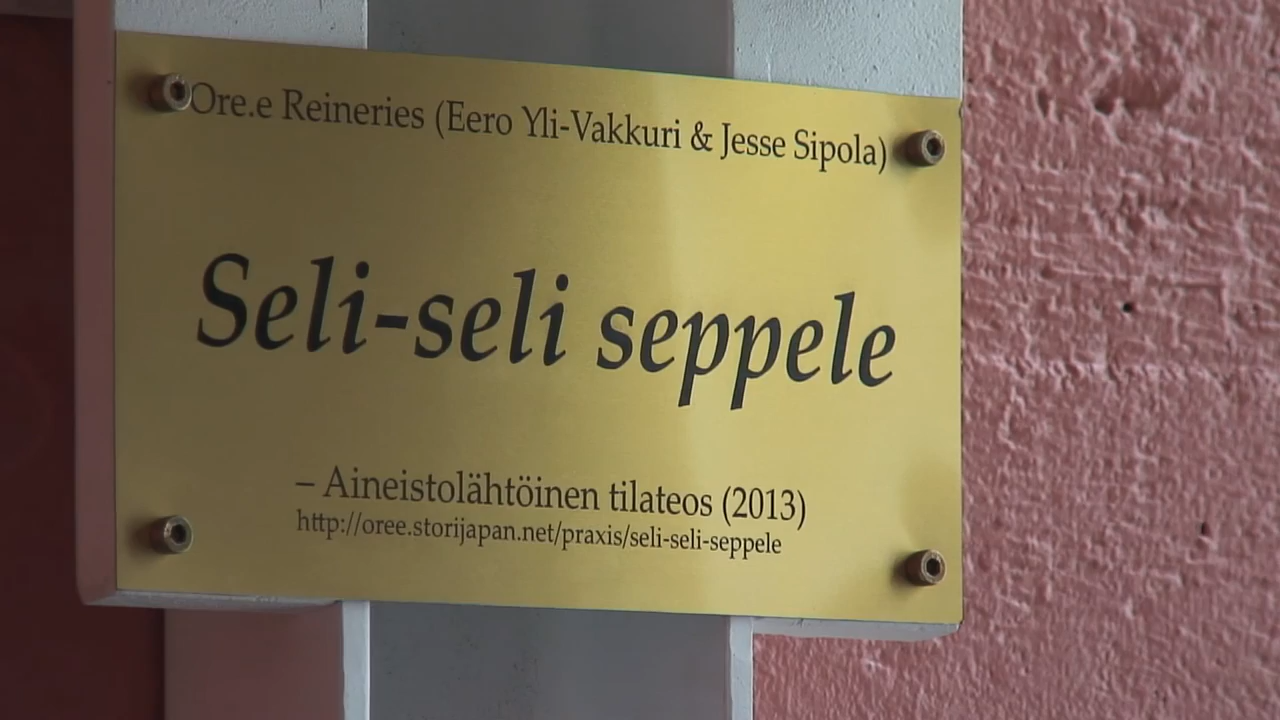 Ore.e Reineries (Eero Yli-Vakkuri & Jesse Sipola)
Seli-seli seppele
– Aineistolähtöinen tilateos (2013)
http://oree.storijapan.net/praxis/seli-seli-seppele